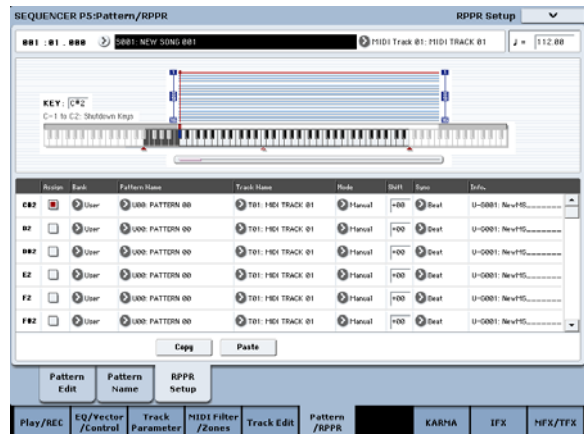 SEQUENCER P5:Pattern/RPPR RPPR Setup
001 :01 . 000 S001: NEW SONG 001 MIDI Track 01: MIDI TRACK 01 ♩ = 112.00
KEY: C#2
C-1 to C2: Shutdown Keys
Assign Bank Pattern Name Track Name Mode Shift Sync Info.
C#2 User U00: PATTERN 00 T01: MIDI TRACK 01 Manual +00 Beat U-G001: NewMS
D2 User U00: PATTERN 00 T01: MIDI TRACK 01 Manual +00 Beat U-G001: NewMS
D#2 User U00: PATTERN 00 T01: MIDI TRACK 01 Manual +00 Beat U-G001: NewMS
E2 User U00: PATTERN 00 T01: MIDI TRACK 01 Manual +00 Beat U-G001: NewMS
F2 User U00: PATTERN 00 T01: MIDI TRACK 01 Manual +00 Beat U-G001: NewMS
F#2 User U00: PATTERN 00 T01: MIDI TRACK 01 Manual +00 Beat U-G001: NewMS
Copy Paste
Pattern Edit Pattern Name RPPR Setup
Play/REC EQ/Vector /Control Track Parameter MIDI Filter /Zones Track Edit Pattern /RPPR KARMA IFX MFX/TFX